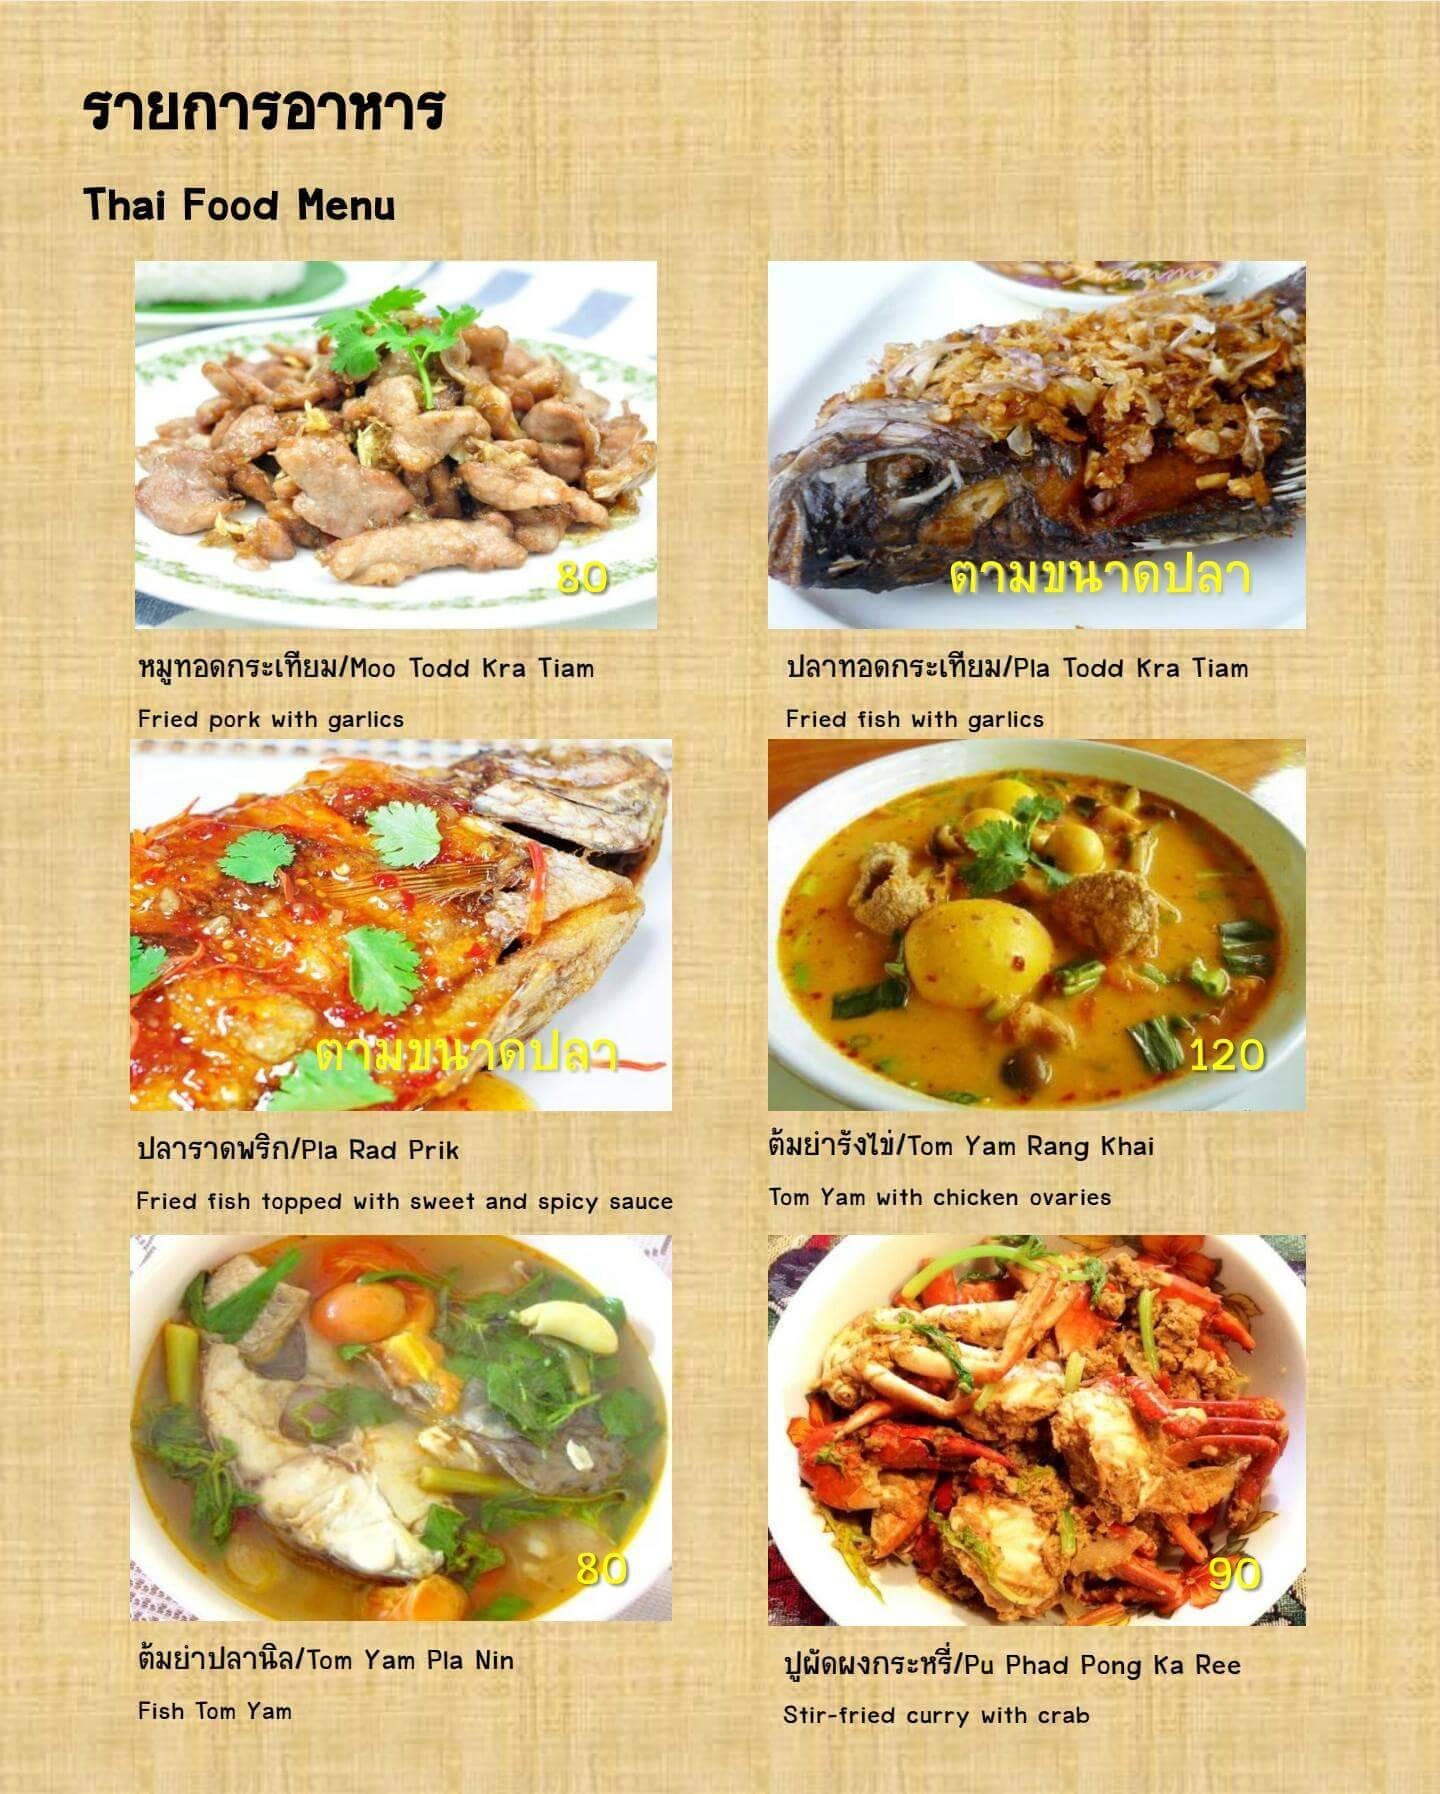 รายการอาหาร
Thai Food Menu
80
ตามขนาดปลา
หมูทอดกระเทียม/Moo Todd Kra Tiam
Fried pork with garlics
ปลาทอดกระเทียม/Pla Todd Kra Tiam
Fried fish with garlics
ตามขนาดปลา
120
ปลาราดพริก/Pla Rad Prik
Fried fish topped with sweet and spicy sauce
ต้มยำรังไข่/Tom Yam Rang Khai
Tom Yam with chicken ovaries
80
90
ต้มยำปลานิล/Tom Yam Pla Nin
Fish Tom Yam
ปูผัดผงกระหรี่/Pu Phad Pong Ka Ree
Stir-fried curry with crab